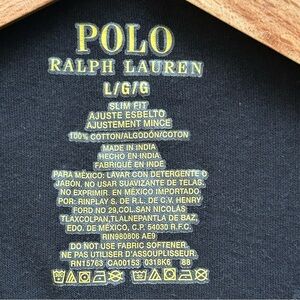 POLO
RALPH LAUREN
L/G/G
SLIM FIT
AJUSTE ESBELTO
AJUSTEMENT MINCE
100% COTTON/ALGODÓN/COTON
MADE IN INDIA
HECHO EN INDIA
FABRIQUÉ EN INDE
PARA MÉXICO: LAVAR CON DETERGENTE O
JABÓN. NO USAR SUAVIZANTE DE TELAS.
NO EXPRIMIR. EN MÉXICO IMPORTADO
POR: RINPLAY S. DE R.L. DE C.V. HENRY
FORD NO 29, COL. SAN NICOLÁS
TLAXCOLPAN, TLALNEPANTLA DE BAZ,
EDO. DE MÉXICO, C.P. 54030 R.F.C.
RIN980806 AE9
DO NOT USE FABRIC SOFTENER.
NE PAS UTILISER D'ASSOUPLISSEUR.
RN15763 CA00153 0318KE 88